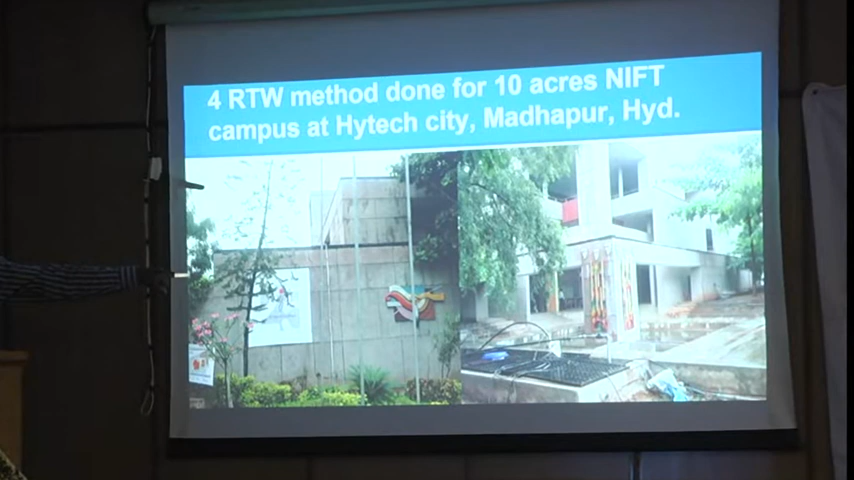 4 RTW method done for 10 acres NIFT
campus at Hytech city, Madhapur, Hyd.